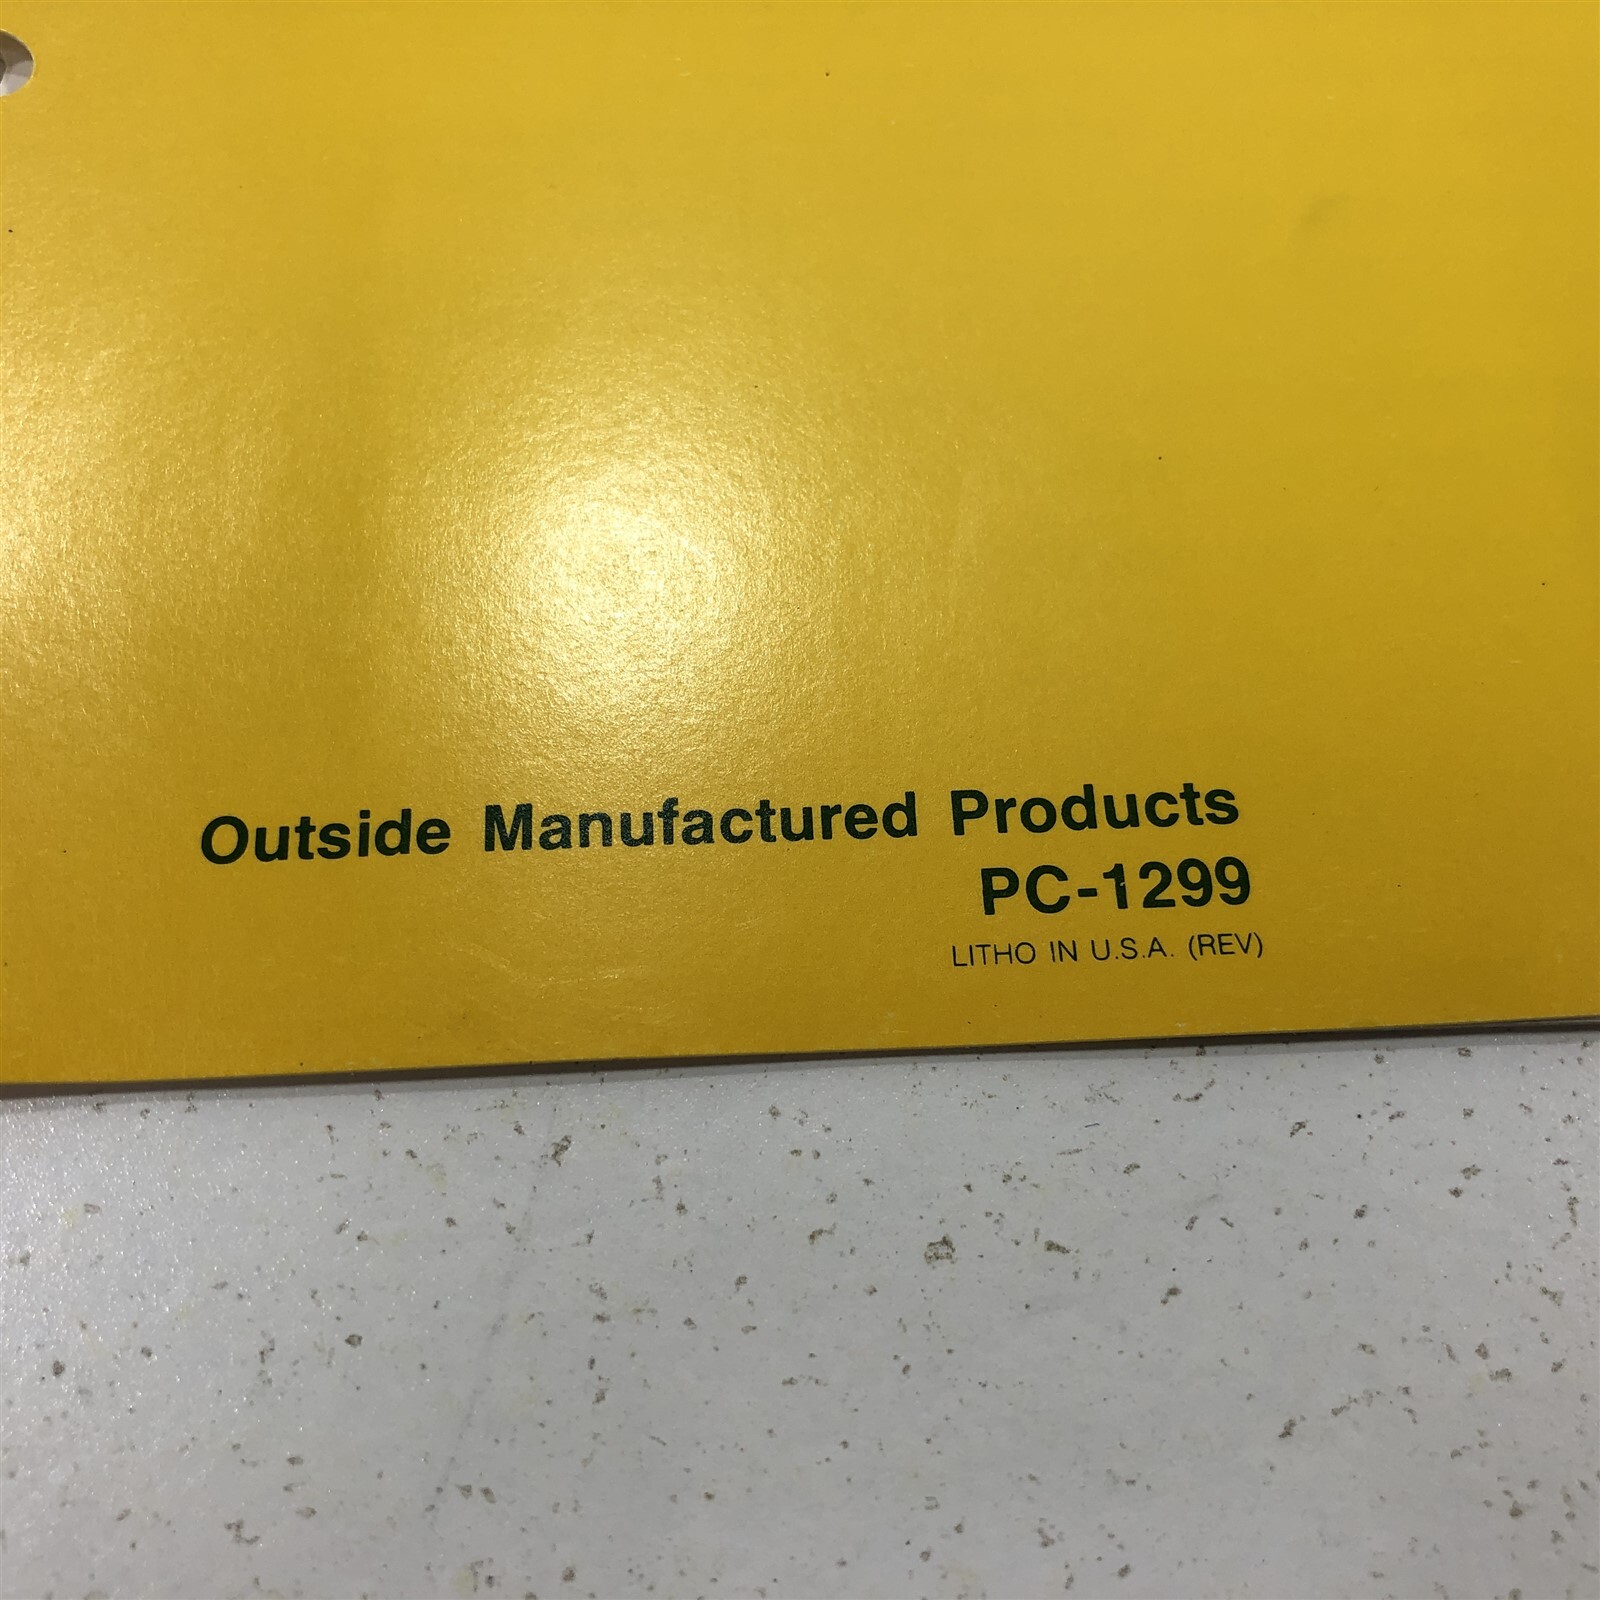 Outside Manufactured Products
PC-1299
LITHO IN U.S.A. (REV)